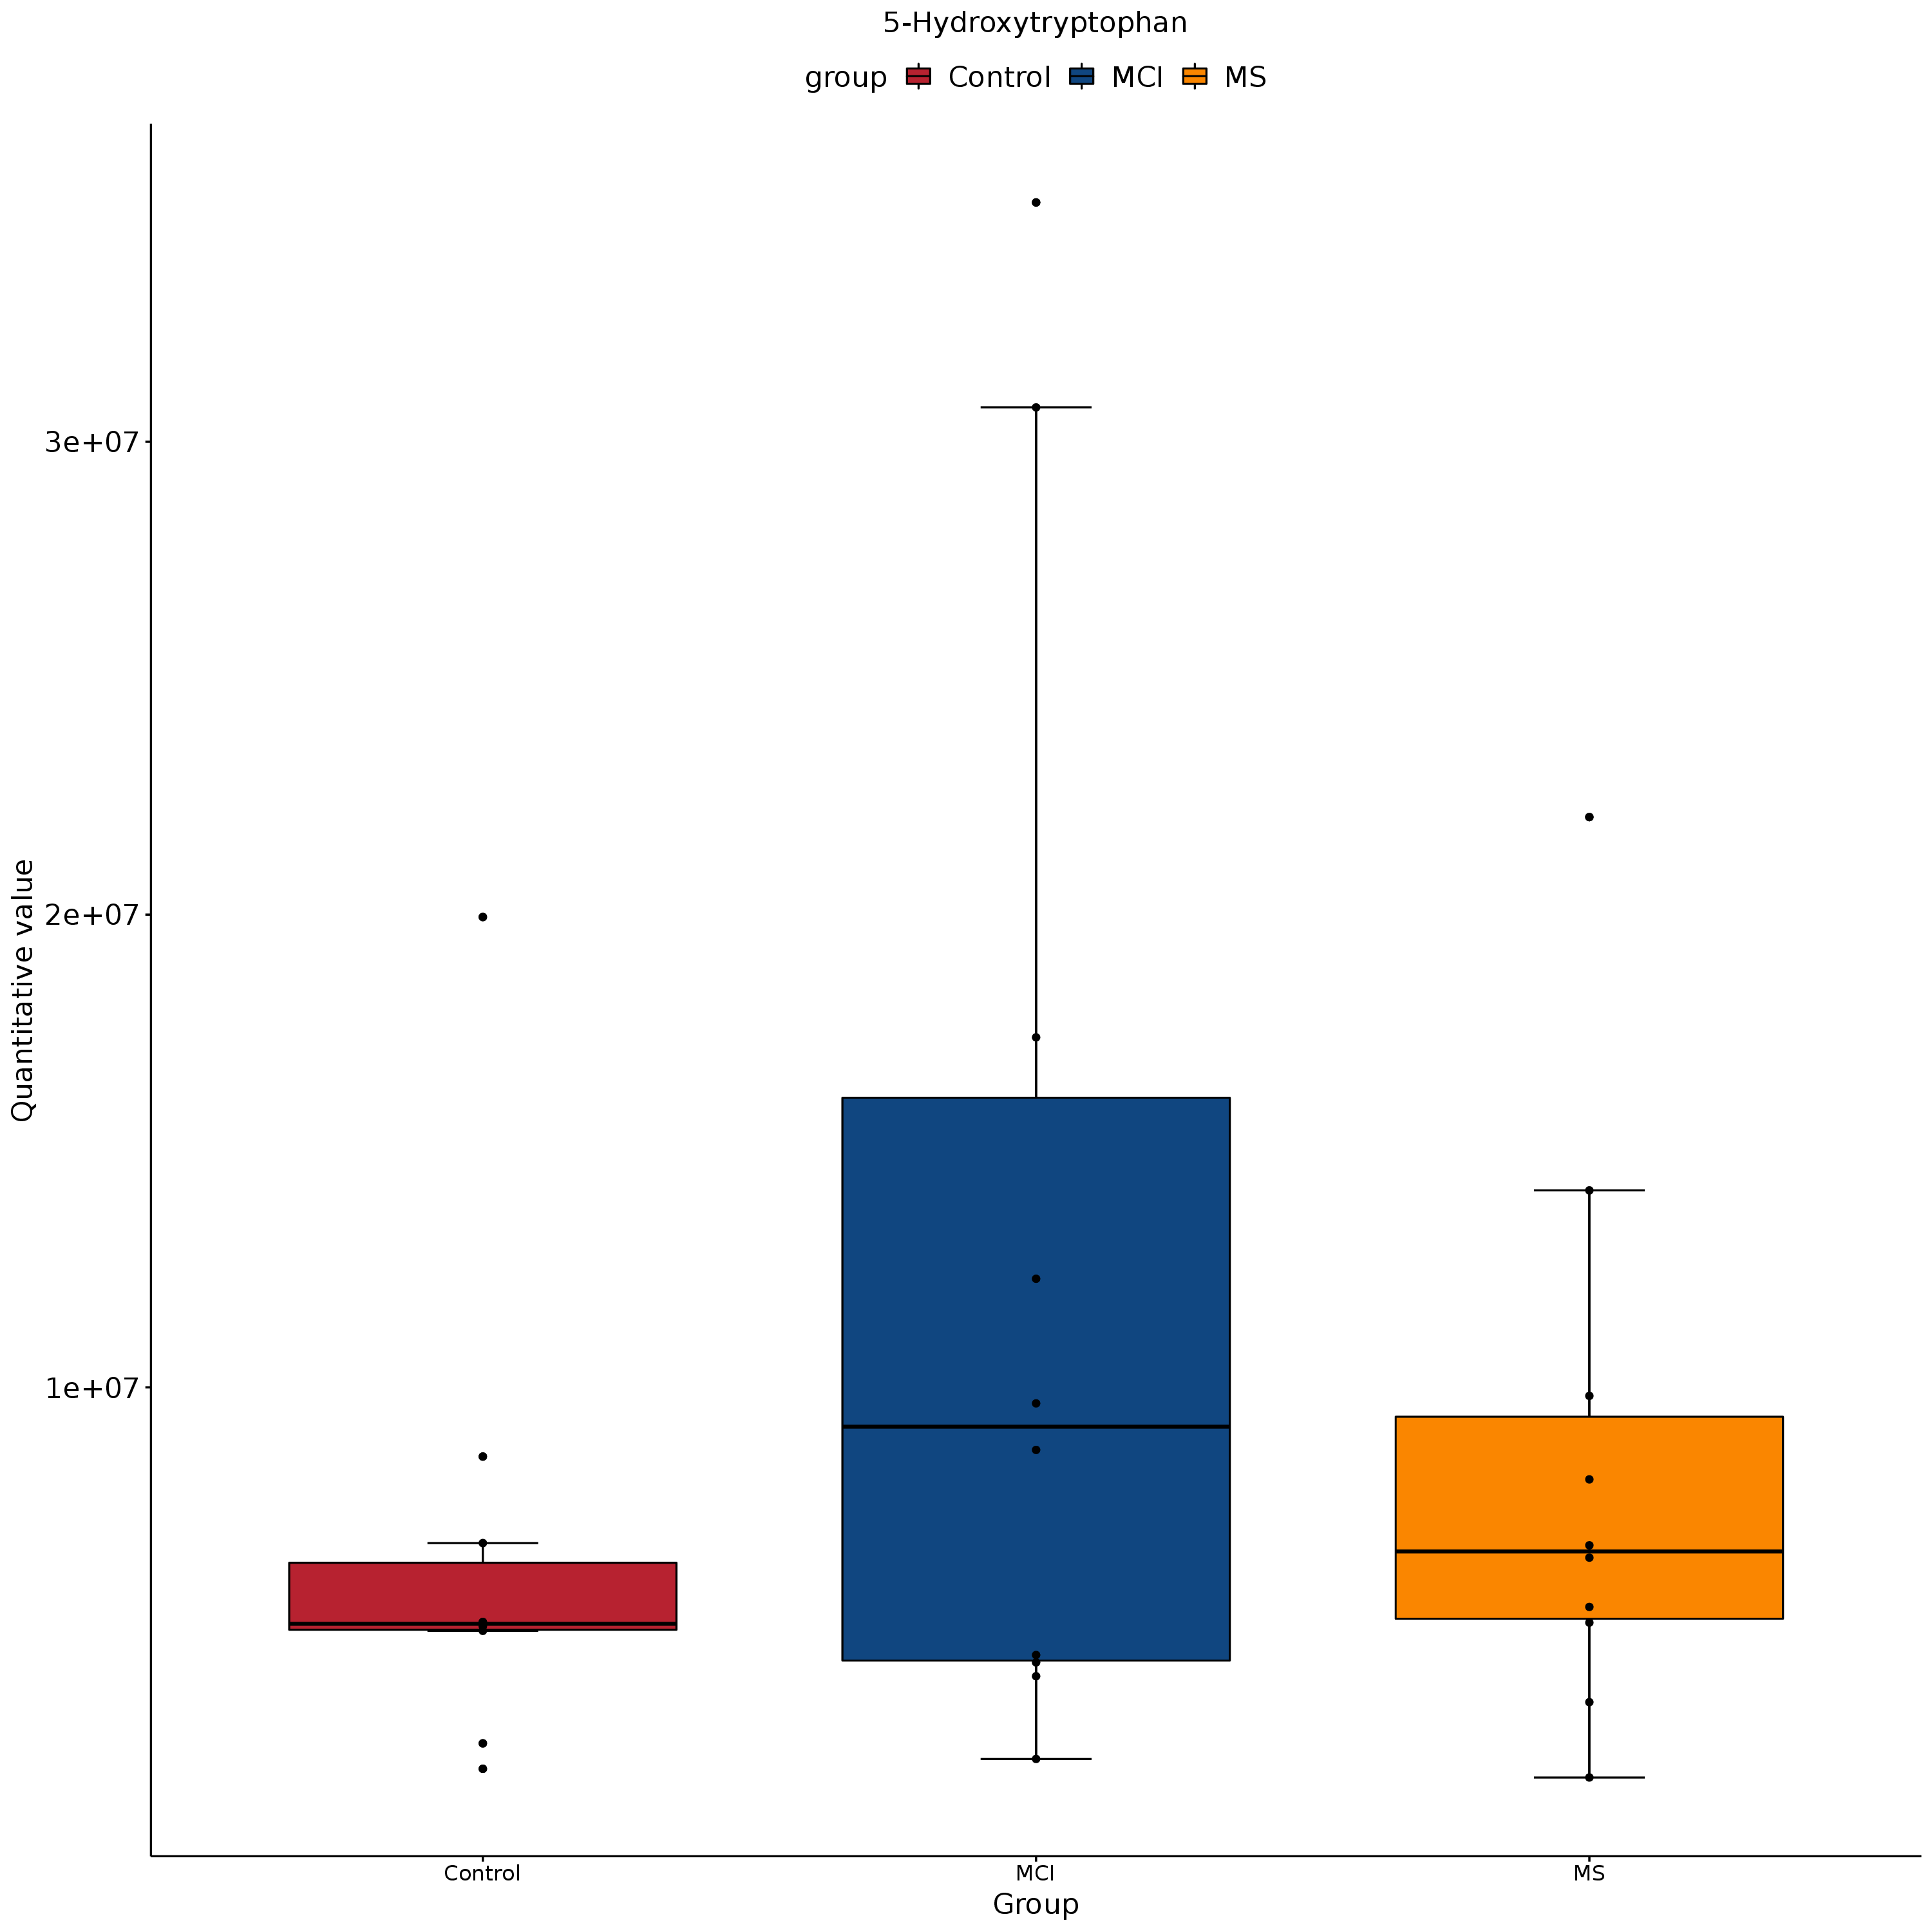 5-Hydroxytryptophan
group Control MCI MS
Quantitative value
3e+07
2e+07
1e+07
Control MCI MS
Group